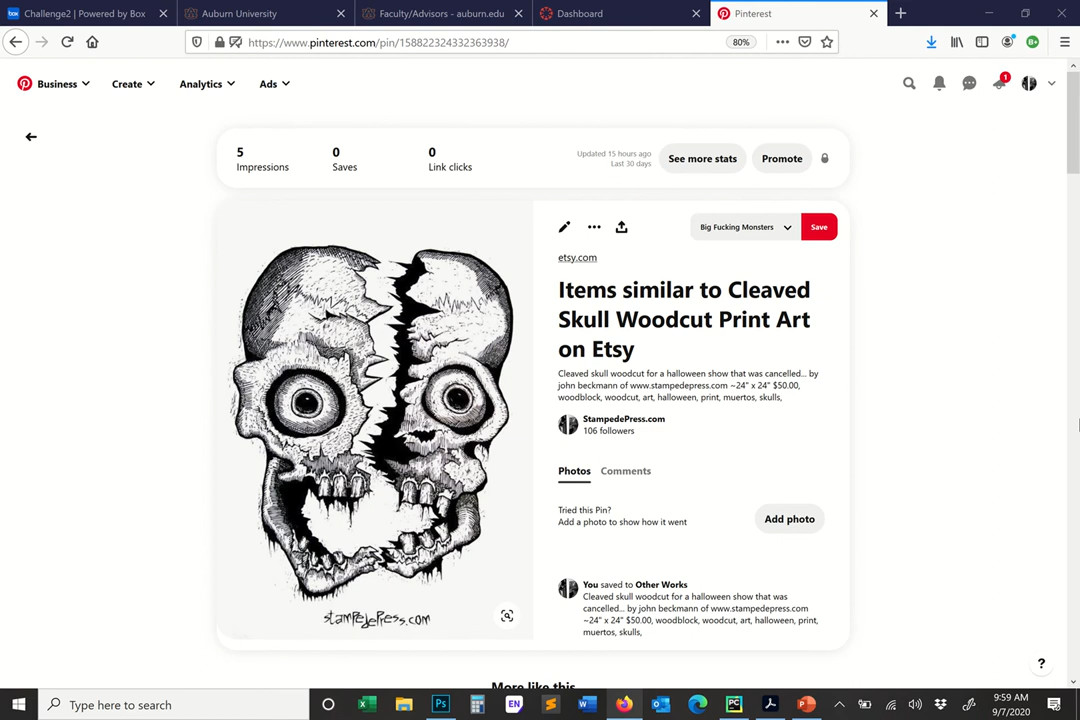 Challenge2 | Powered by Box
Auburn University
Faculty/Advisors - auburn.edu
Dashboard
Pinterest
https://www.pinterest.com/pin/158822324332363938/
80%
Business
Create
Analytics
Ads
1
5
Impressions
0
Saves
0
Link clicks
Updated 15 hours ago
Last 30 days
See more stats
Promote
Big Fucking Monsters
Save
etsy.com
Items similar to Cleaved
Skull Woodcut Print Art
on Etsy
Cleaved skull woodcut for a halloween show that was cancelled... by
john beckmann of www.stampedepress.com ~24" x 24" $50.00,
woodblock, woodcut, art, halloween, print, muertos, skulls,
StampedePress.com
106 followers
Photos
Comments
Tried this Pin?
Add a photo to show how it went
Add photo
You saved to Other Works
Cleaved skull woodcut for a halloween show that was
cancelled... by john beckmann of www.stampedepress.com
~24" x 24" $50.00, woodblock, woodcut, art, halloween, print,
muertos, skulls,
stampedePress.com
More like this
?
Type here to search
Ps
EN
PC
9:59 AM
9/7/2020